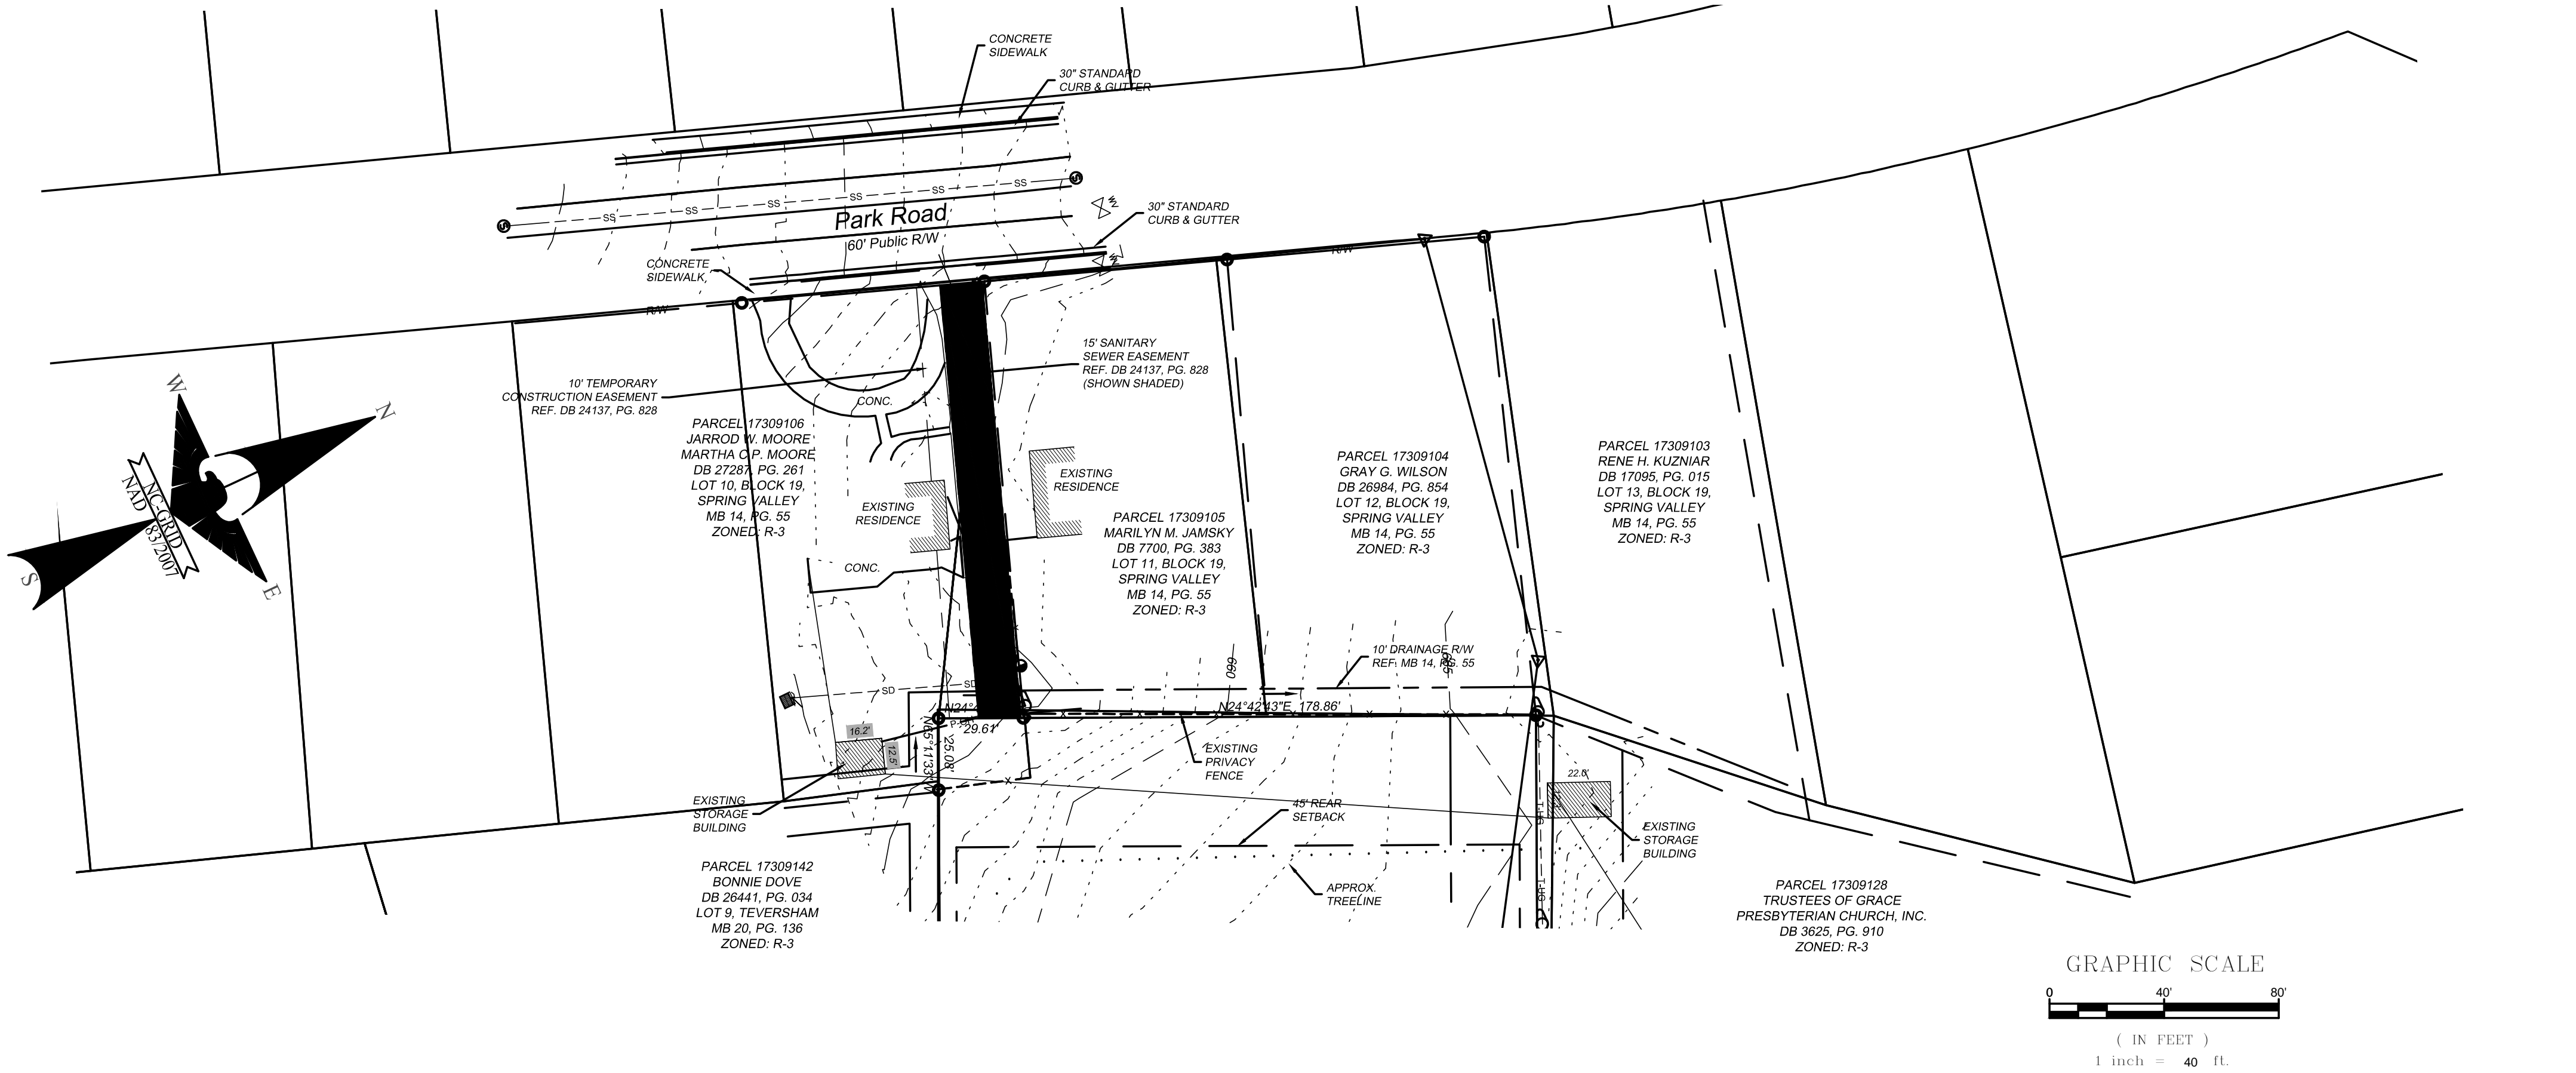 CONCRETE
SIDEWALK
30" STANDARD
CURB & GUTTER
SS
SS
SS
SS
SS
SS
Park Road
60' Public R/W
30" STANDARD
CURB & GUTTER
CONCRETE
SIDEWALK
R/W
R/W
W
N
E
S
NC-GRID
NAD 83/2007
10' TEMPORARY
CONSTRUCTION EASEMENT
REF. DB 24137, PG. 828
15' SANITARY
SEWER EASEMENT
REF. DB 24137, PG. 828
(SHOWN SHADED)
CONC.
PARCEL 17309106
JARROD W. MOORE
MARTHA C.P. MOORE
DB 27287, PG. 261
LOT 10, BLOCK 19,
SPRING VALLEY
MB 14, PG. 55
ZONED: R-3
EXISTING
RESIDENCE
EXISTING
RESIDENCE
CONC.
PARCEL 17309105
MARILYN M. JAMSKY
DB 7700, PG. 383
LOT 11, BLOCK 19,
SPRING VALLEY
MB 14, PG. 55
ZONED: R-3
PARCEL 17309104
GRAY G. WILSON
DB 26984, PG. 854
LOT 12, BLOCK 19,
SPRING VALLEY
MB 14, PG. 55
ZONED: R-3
PARCEL 17309103
RENE H. KUZNIAR
DB 17095, PG. 015
LOT 13, BLOCK 19,
SPRING VALLEY
MB 14, PG. 55
ZONED: R-3
10' DRAINAGE R/W
REF: MB 14, PG. 55
660
665
SD
SD
N24°42'43"E 178.86'
29.61'
25.08'
16.2'
12.5'
EXISTING
PRIVACY
FENCE
EXISTING
STORAGE
BUILDING
45' REAR
SETBACK
22.0'
T-UG
T-UG
EXISTING
STORAGE
BUILDING
APPROX.
TREELINE
PARCEL 17309142
BONNIE DOVE
DB 26441, PG. 034
LOT 9, TEVERSHAM
MB 20, PG. 136
ZONED: R-3
PARCEL 17309128
TRUSTEES OF GRACE
PRESBYTERIAN CHURCH, INC.
DB 3625, PG. 910
ZONED: R-3
GRAPHIC SCALE
0 40' 80'
( IN FEET )
1 inch = 40 ft.